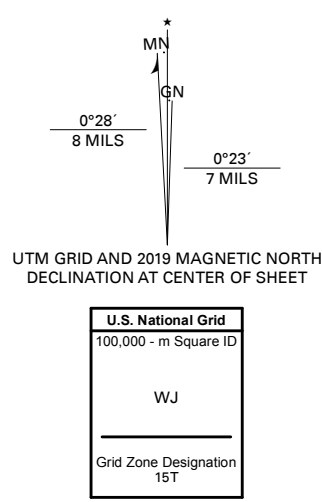 ★
MN
GN
0°28´
8 MILS
0°23´
7 MILS
UTM GRID AND 2019 MAGNETIC NORTH
DECLINATION AT CENTER OF SHEET
U.S. National Grid
100,000 - m Square ID
WJ
Grid Zone Designation
15T